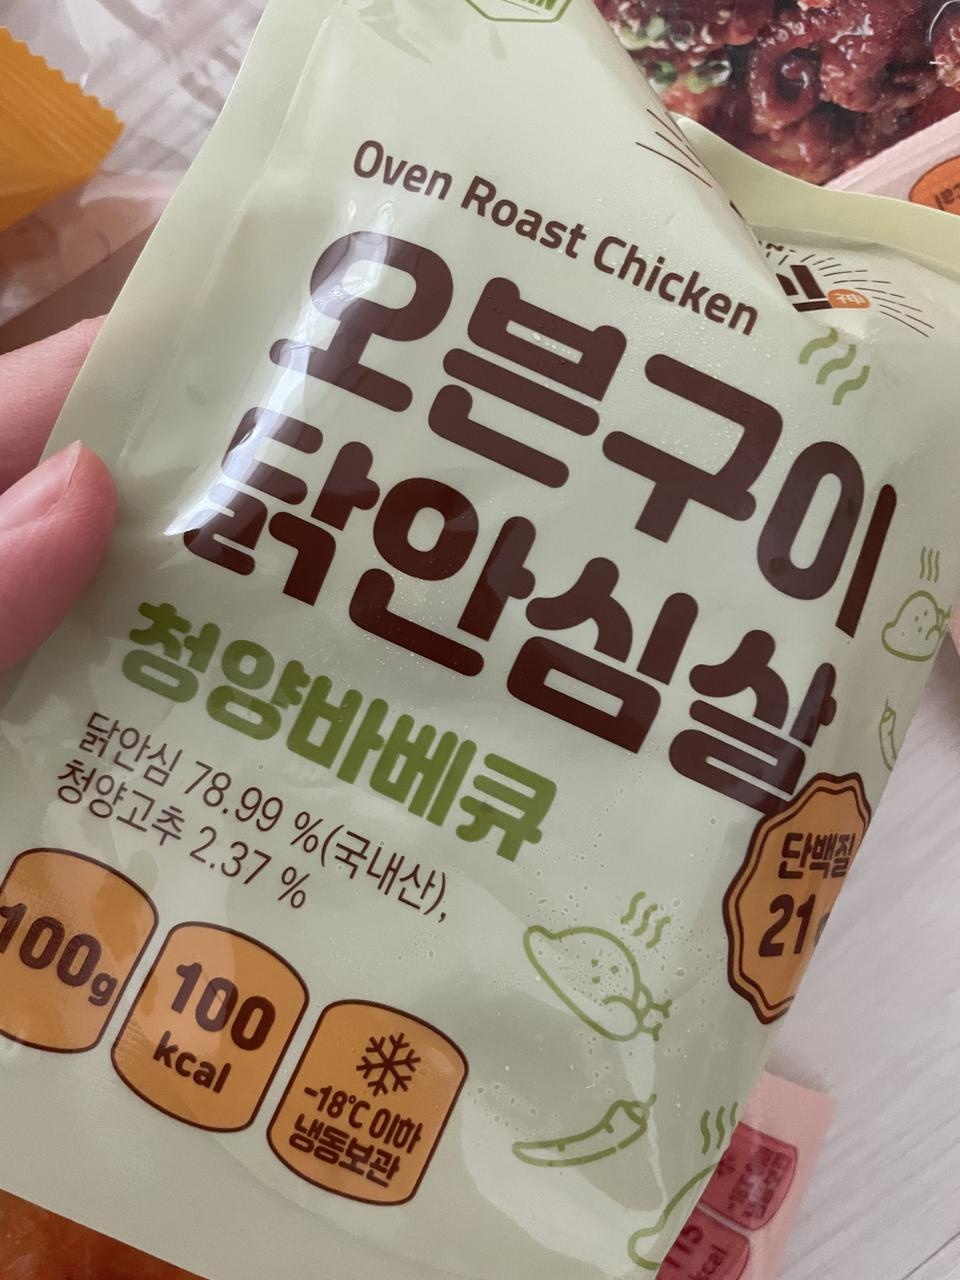 Oven Roast Chicken
오븐구이
닭안심살
청양바베큐
닭안심 78.99 %(국내산),
청양고추 2.37 %
단백질
21
100g
100
kcal
-18℃ 이하
냉동보관